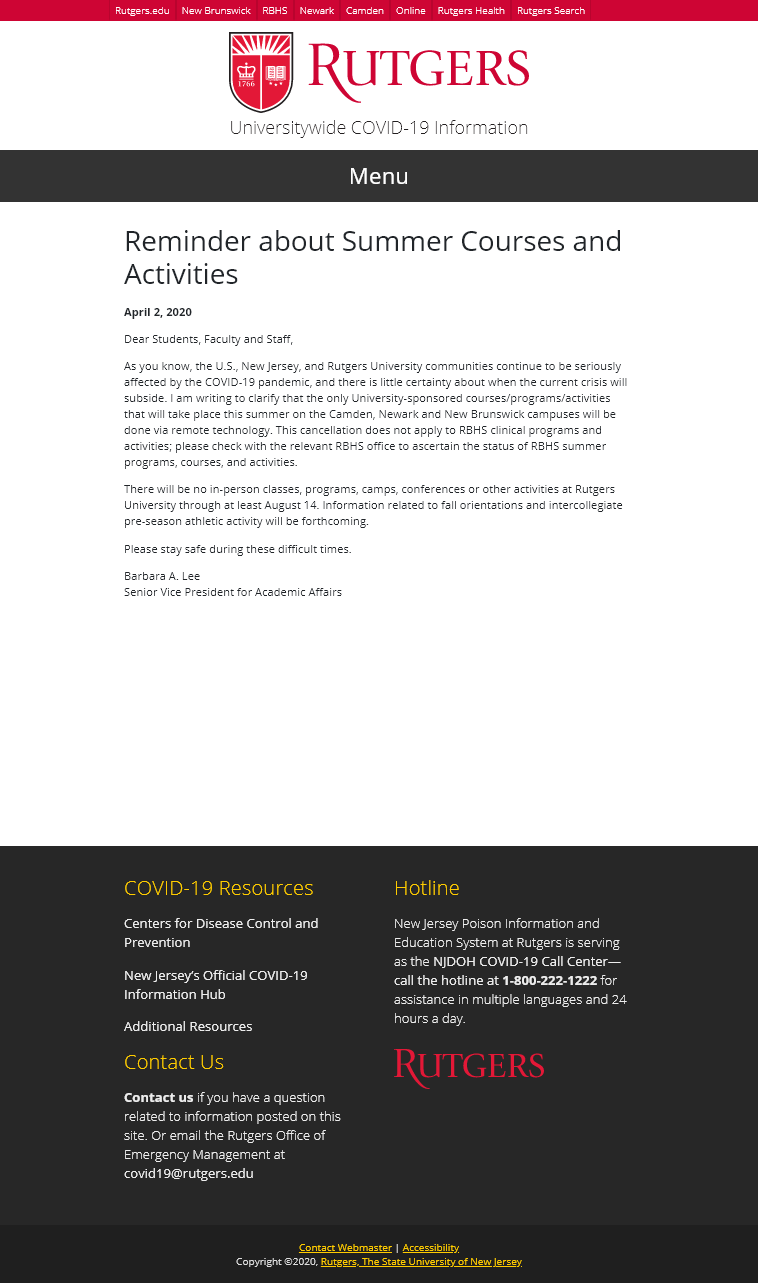 Rutgers.edu New Brunswick RBHS Newark Camden Online Rutgers Health Rutgers Search
1766
RUTGERS
Universitywide COVID-19 Information
Menu
Reminder about Summer Courses and
Activities
April 2, 2020
Dear Students, Faculty and Staff,
As you know, the U.S., New Jersey, and Rutgers University communities continue to be seriously
affected by the COVID-19 pandemic, and there is little certainty about when the current crisis will
subside. I am writing to clarify that the only University-sponsored courses/programs/activities
that will take place this summer on the Camden, Newark and New Brunswick campuses will be
done via remote technology. This cancellation does not apply to RBHS clinical programs and
activities; please check with the relevant RBHS office to ascertain the status of RBHS summer
programs, courses, and activities.
There will be no in-person classes, programs, camps, conferences or other activities at Rutgers
University through at least August 14. Information related to fall orientations and intercollegiate
pre-season athletic activity will be forthcoming.
Please stay safe during these difficult times.
Barbara A. Lee
Senior Vice President for Academic Affairs
COVID-19 Resources
Centers for Disease Control and
Prevention
New Jersey's Official COVID-19
Information Hub
Additional Resources
Contact Us
Contact us if you have a question
related to information posted on this
site. Or email the Rutgers Office of
Emergency Management at
covid19@rutgers.edu
Hotline
New Jersey Poison Information and
Education System at Rutgers is serving
as the NJDOH COVID-19 Call Center—
call the hotline at 1-800-222-1222 for
assistance in multiple languages and 24
hours a day.
RUTGERS
Contact Webmaster | Accessibility
Copyright ©2020, Rutgers, The State University of New Jersey